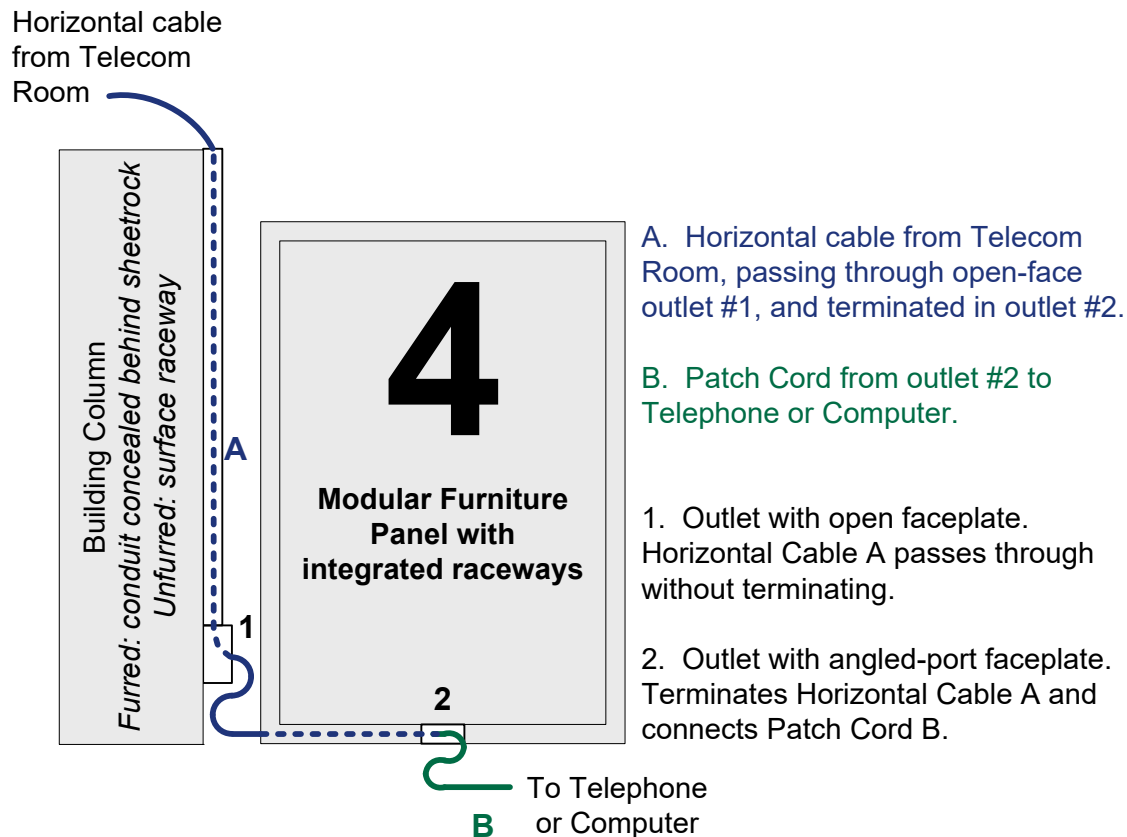 Horizontal cable
from Telecom
Room
Building Column
Furred: conduit concealed behind sheetrock
Unfurred: surface raceway
A
1
4
Modular Furniture
Panel with
integrated raceways
2
To Telephone
or Computer
B
A. Horizontal cable from Telecom
Room, passing through open-face
outlet #1, and terminated in outlet #2.
B. Patch Cord from outlet #2 to
Telephone or Computer.
1. Outlet with open faceplate.
Horizontal Cable A passes through
without terminating.
2. Outlet with angled-port faceplate.
Terminates Horizontal Cable A and
connects Patch Cord B.